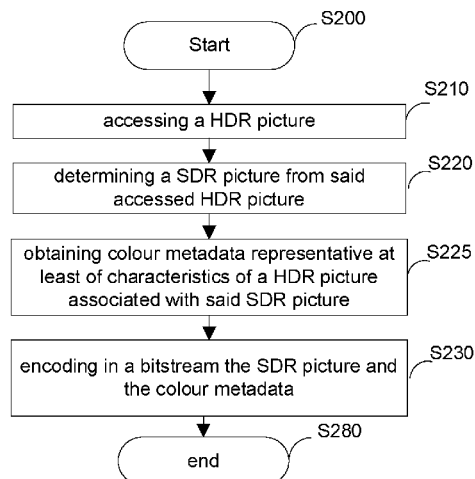 S200
Start
S210
accessing a HDR picture
S220
determining a SDR picture from said
accessed HDR picture
S225
obtaining colour metadata representative at
least of characteristics of a HDR picture
associated with said SDR picture
S230
encoding in a bitstream the SDR picture and
the colour metadata
S280
end